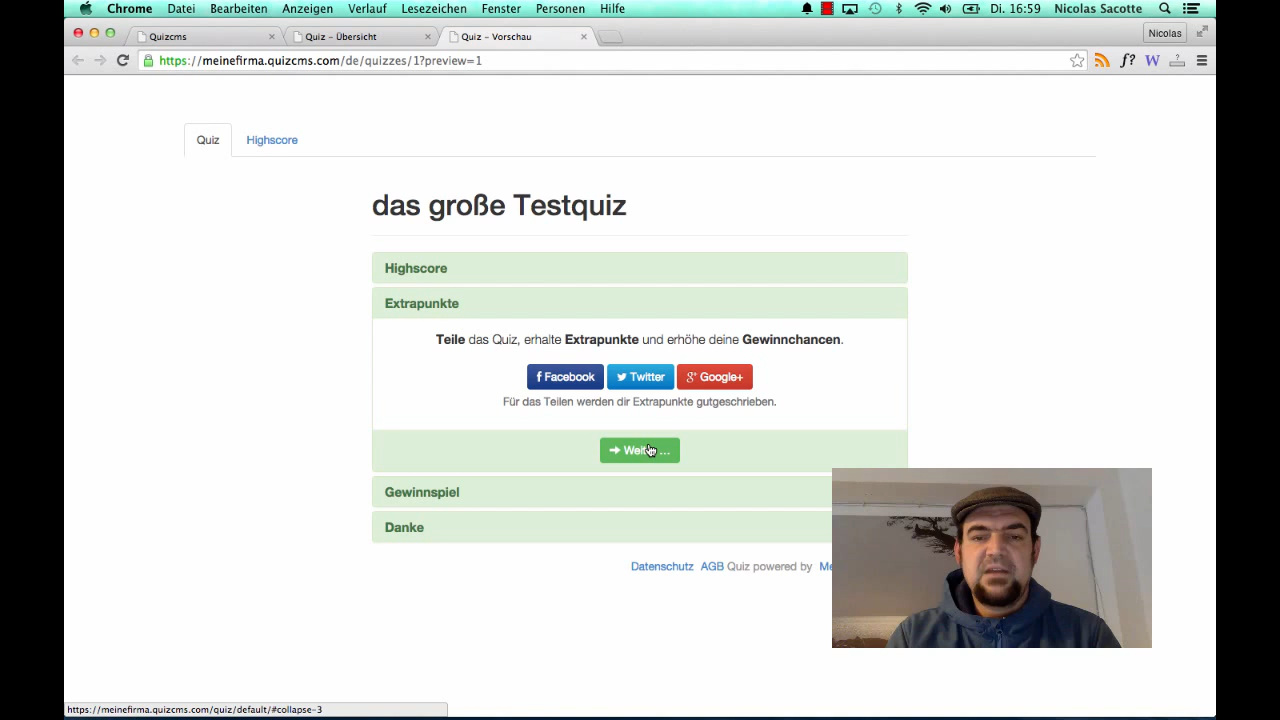 Chrome Datei Bearbeiten Anzeigen Verlauf Lesezeichen Fenster Personen Hilfe Di. 16:59 Nicolas Sacotte
Quizcms Quiz – Übersicht Quiz – Vorschau Nicolas
https://meinefirma.quizcms.com/de/quizzes/1?preview=1 f? W
Quiz Highscore
das große Testquiz
Highscore
Extrapunkte
Teile das Quiz, erhalte Extrapunkte und erhöhe deine Gewinnchancen.
Facebook Twitter Google+
Für das Teilen werden dir Extrapunkte gutgeschrieben.
...
Gewinnspiel
Danke
Datenschutz AGB Quiz powered by
https://meinefirma.quizcms.com/quiz/default/#collapse-3